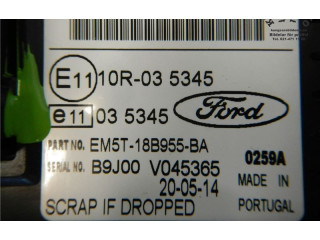 E11 10R-03 5345
e11 03 5345 Ford
PART NO. EM5T-18B955-BA
SERIAL NO. B9J00 V045365 0259A
20-05-14 MADE IN
SCRAP IF DROPPED PORTUGAL